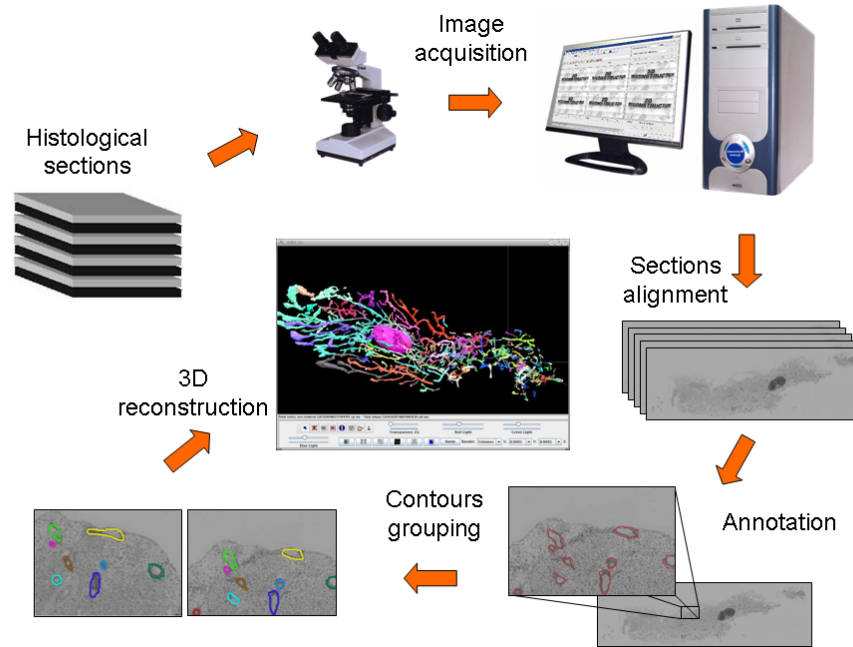 Image
acquisition
Histological
sections
Sections
alignment
3D
reconstruction
Contours
grouping
Annotation